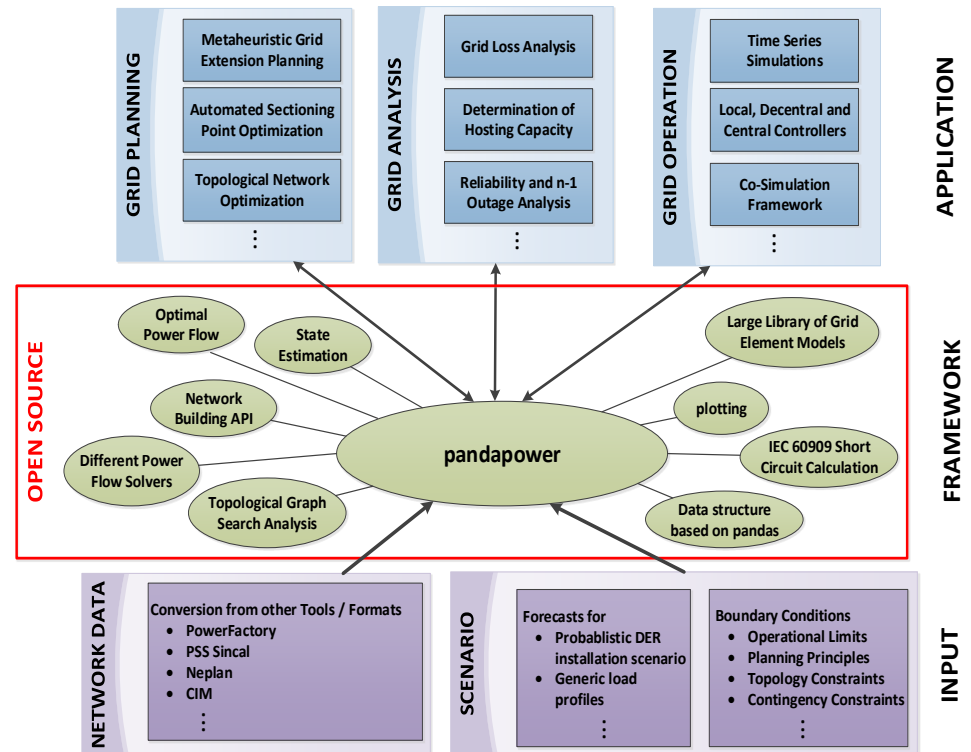 GRID PLANNING
Metaheuristic Grid
Extension Planning
Automated Sectioning
Point Optimization
Topological Network
Optimization
⋮
GRID ANALYSIS
Grid Loss Analysis
Determination of
Hosting Capacity
Reliability and n-1
Outage Analysis
⋮
GRID OPERATION
Time Series
Simulations
Local, Decentral and
Central Controllers
Co-Simulation
Framework
⋮
APPLICATION
OPEN SOURCE
Optimal
Power Flow
State
Estimation
Network
Building API
Different Power
Flow Solvers
Topological Graph
Search Analysis
pandapower
Large Library of Grid
Element Models
plotting
IEC 60909 Short
Circuit Calculation
Data structure
based on pandas
FRAMEWORK
NETWORK DATA
Conversion from other Tools / Formats
• PowerFactory
• PSS Sincal
• Neplan
• CIM
⋮
SCENARIO
Forecasts for
• Probablistic DER
installation scenario
• Generic load
profiles
⋮
Boundary Conditions
• Operational Limits
• Planning Principles
• Topology Constraints
• Contingency Constraints
⋮
INPUT